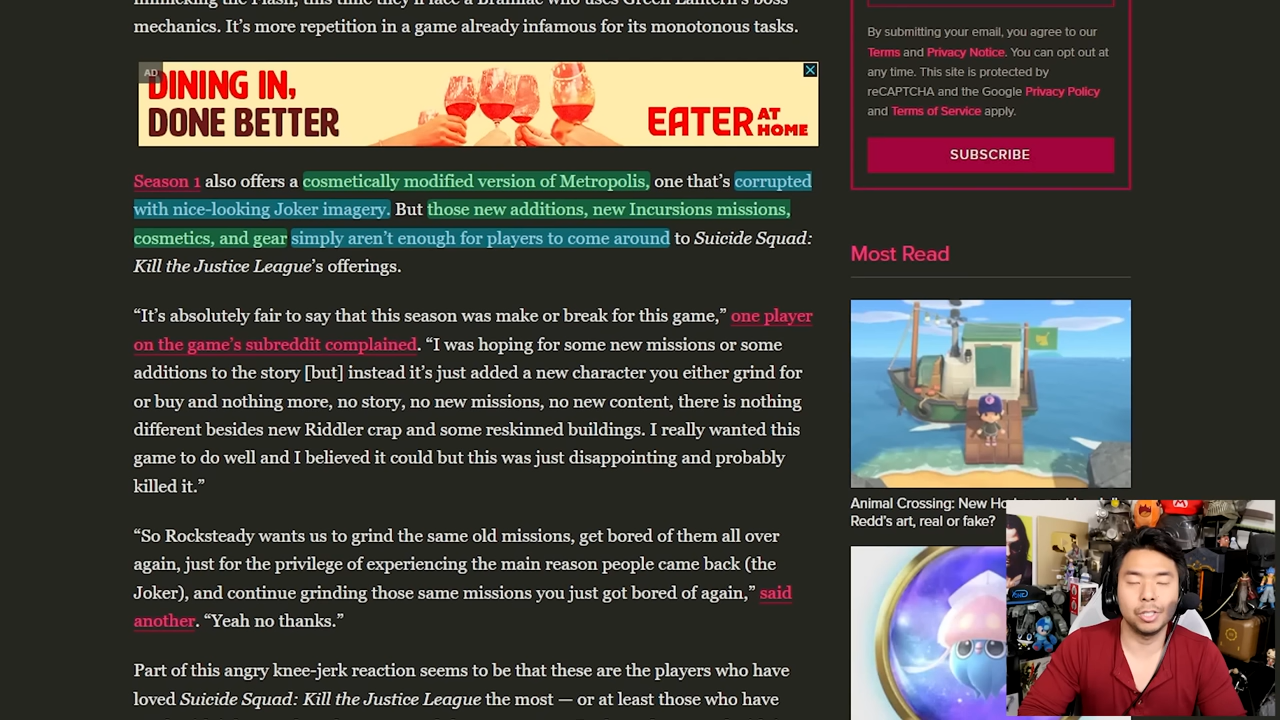 mimicking the Flash, this time they'll face a Brainiac who uses Green Lantern's boss
mechanics. It's more repetition in a game already infamous for its monotonous tasks.
AD
DINING IN,
DONE BETTER
EATER AT HOME
Season 1 also offers a cosmetically modified version of Metropolis, one that's corrupted
with nice-looking Joker imagery. But those new additions, new Incursions missions,
cosmetics, and gear simply aren't enough for players to come around to Suicide Squad:
Kill the Justice League's offerings.
“It's absolutely fair to say that this season was make or break for this game,” one player
on the game's subreddit complained. “I was hoping for some new missions or some
additions to the story [but] instead it's just added a new character you either grind for
or buy and nothing more, no story, no new missions, no new content, there is nothing
different besides new Riddler crap and some reskinned buildings. I really wanted this
game to do well and I believed it could but this was just disappointing and probably
killed it.”
“So Rocksteady wants us to grind the same old missions, get bored of them all over
again, just for the privilege of experiencing the main reason people came back (the
Joker), and continue grinding those same missions you just got bored of again,” said
another. “Yeah no thanks.”
Part of this angry knee-jerk reaction seems to be that these are the players who have
loved Suicide Squad: Kill the Justice League the most — or at least those who have
By submitting your email, you agree to our
Terms and Privacy Notice. You can opt out at
any time. This site is protected by
reCAPTCHA and the Google Privacy Policy
and Terms of Service apply.
SUBSCRIBE
Most Read
Animal Crossing: New
Redd's art, real or fake?